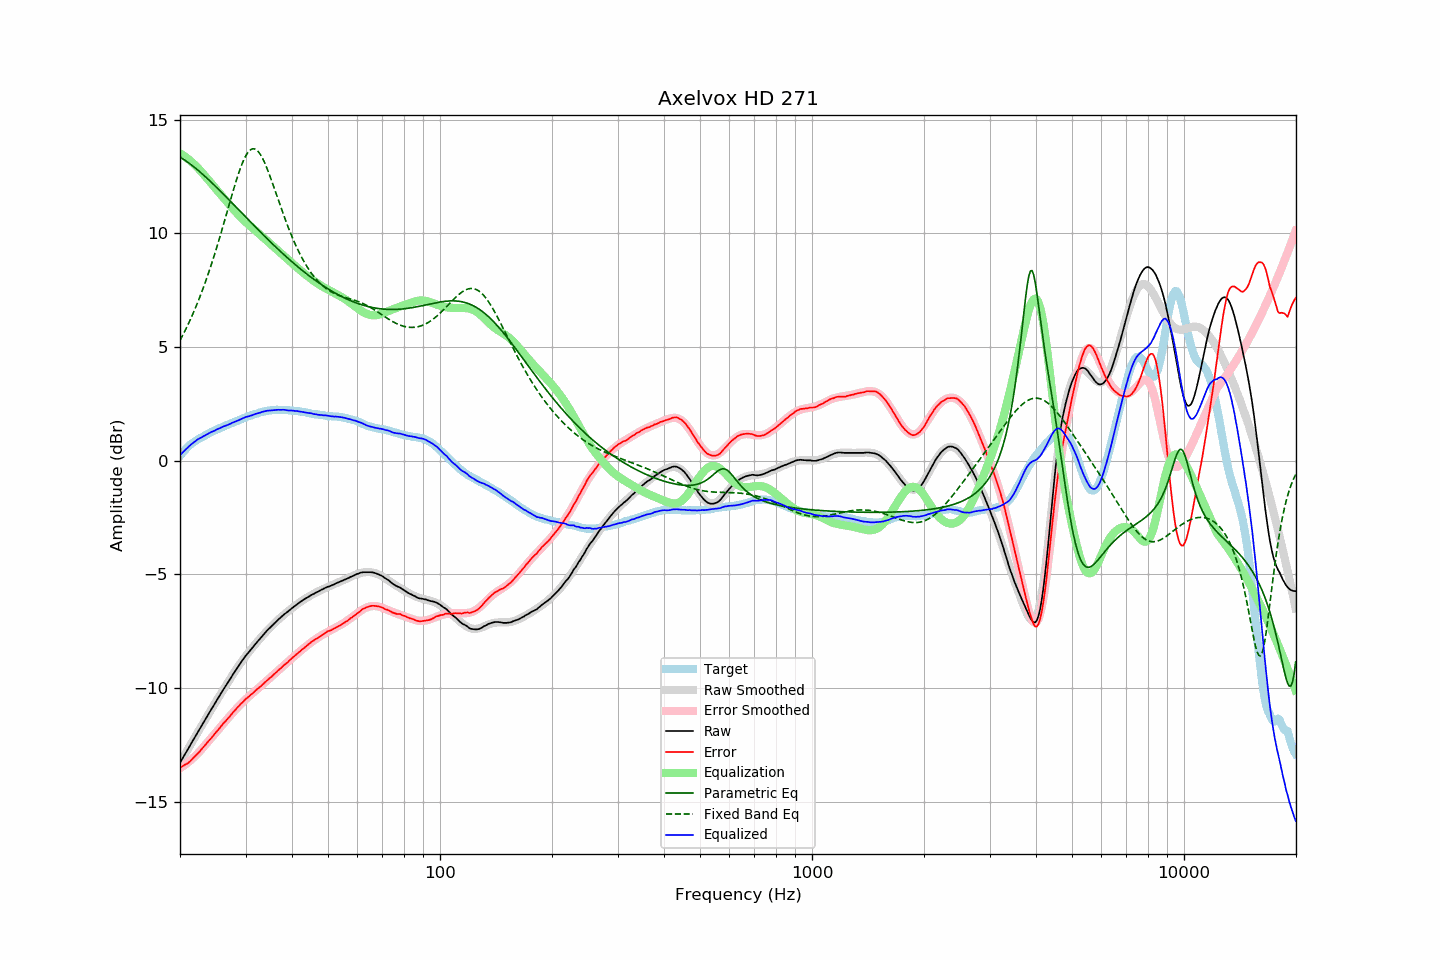 Axelvox HD 271
15
10
5
0
−5
−10
−15
Amplitude (dBr)
100
1000
10000
Frequency (Hz)
Target
Raw Smoothed
Error Smoothed
Raw
Error
Equalization
Parametric Eq
Fixed Band Eq
Equalized